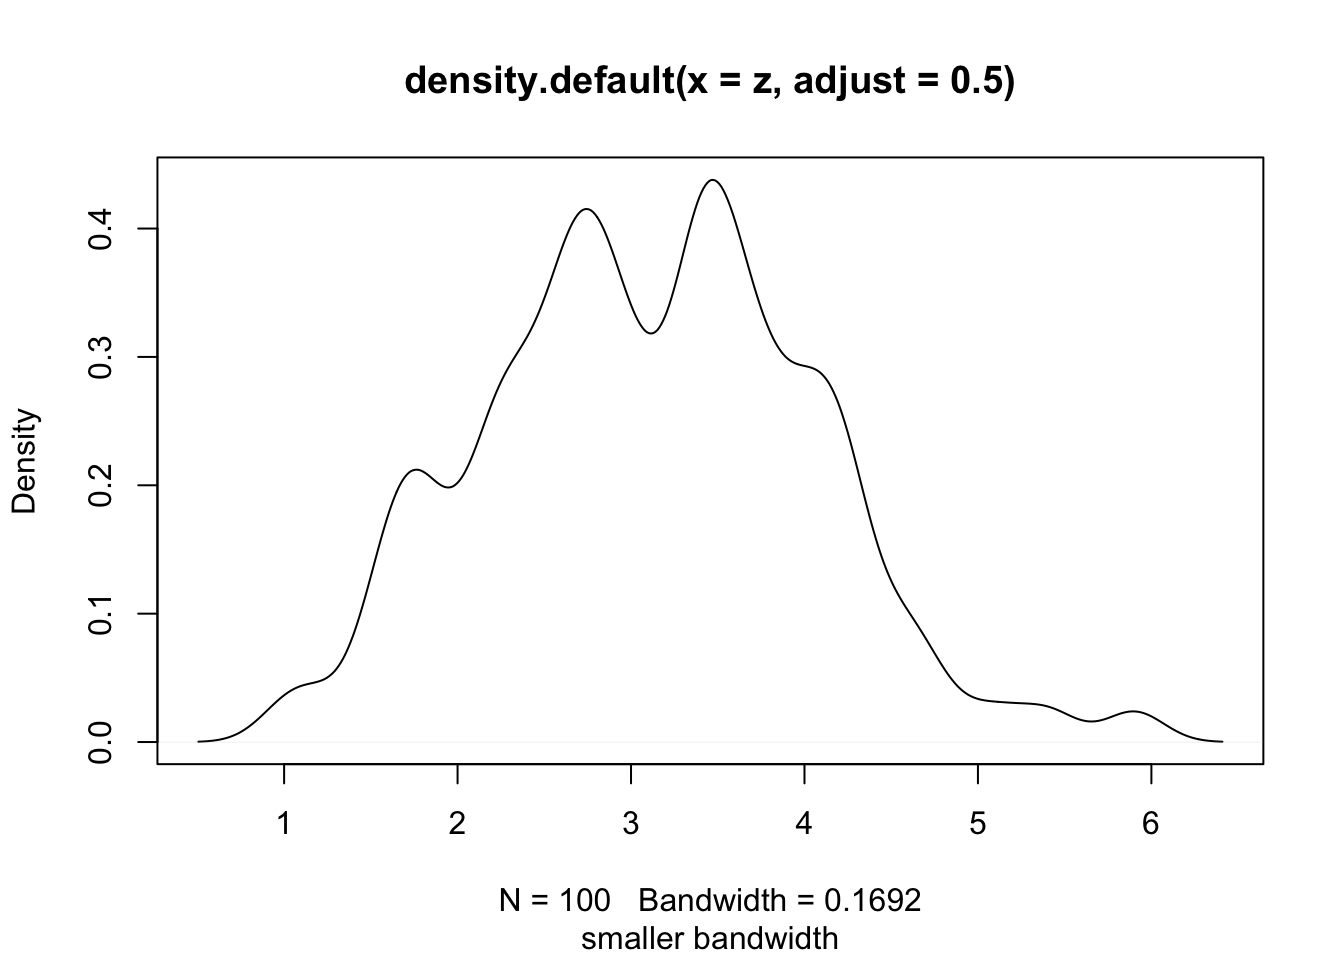 density.default(x = z, adjust = 0.5)
Density
0.4
0.3
0.2
0.1
0.0
1 2 3 4 5 6
N = 100 Bandwidth = 0.1692
smaller bandwidth